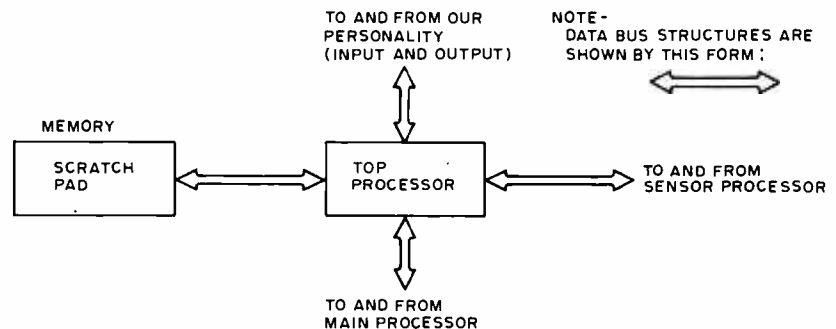 TO AND FROM OUR
PERSONALITY
(INPUT AND OUTPUT)
NOTE-
DATA BUS STRUCTURES ARE
SHOWN BY THIS FORM:
MEMORY
SCRATCH
PAD
TOP
PROCESSOR
TO AND FROM
SENSOR PROCESSOR
TO AND FROM
MAIN PROCESSOR